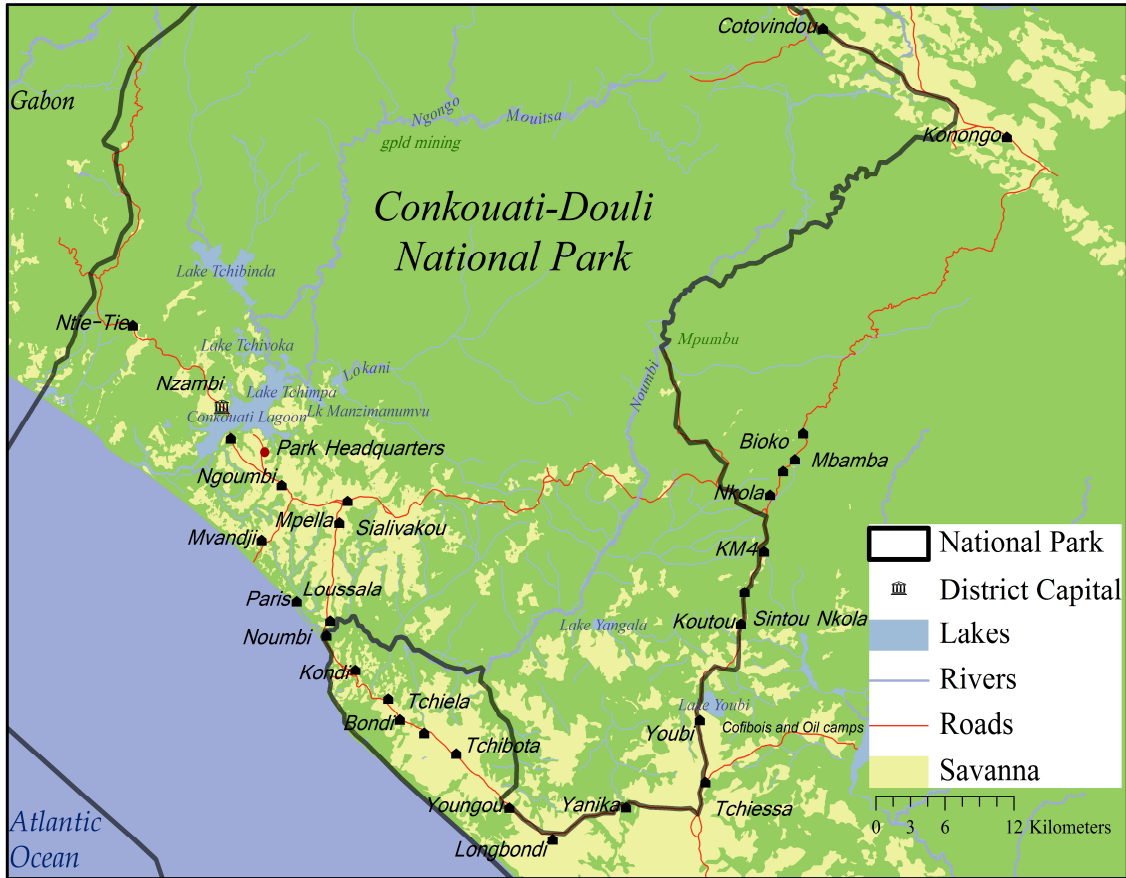 Cotovindou
Gabon
Ngongo
Mouitsa
Konongo
gpld mining
Conkouati-Douli
National Park
Lake Tchibinda
Ntie-Tie
Mpumbu
Lake Tchivoka
Lokani
Nzambi
Lake Tchimpa
Noumbi
Lk Manzimanumvu
Conkouati Lagoon
Park Headquarters
Bioko
Mbamba
Ngoumbi
Nkola
Mpella
Sialivakou
Mvandji
KM4
National Park
District Capital
Loussala
Paris
Koutou
Sintou Nkola
Lake Yangala
Noumbi
Lakes
Kondi
Rivers
Tchiela
Lake Youbi
Bondi
Youbi
Cofibois and Oil camps
Roads
Tchibota
Savanna
Youngou
Yanika
Tchiessa
0 3 6 12 Kilometers
Longbondi
Atlantic
Ocean